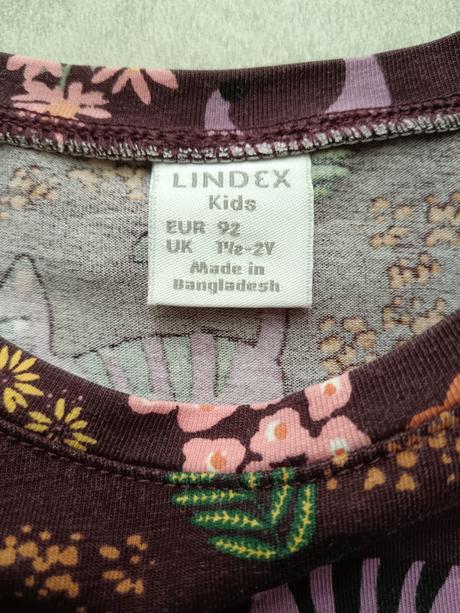 LINDEX
Kids
EUR 92
UK 1½-2Y
Made in
Bangladesh